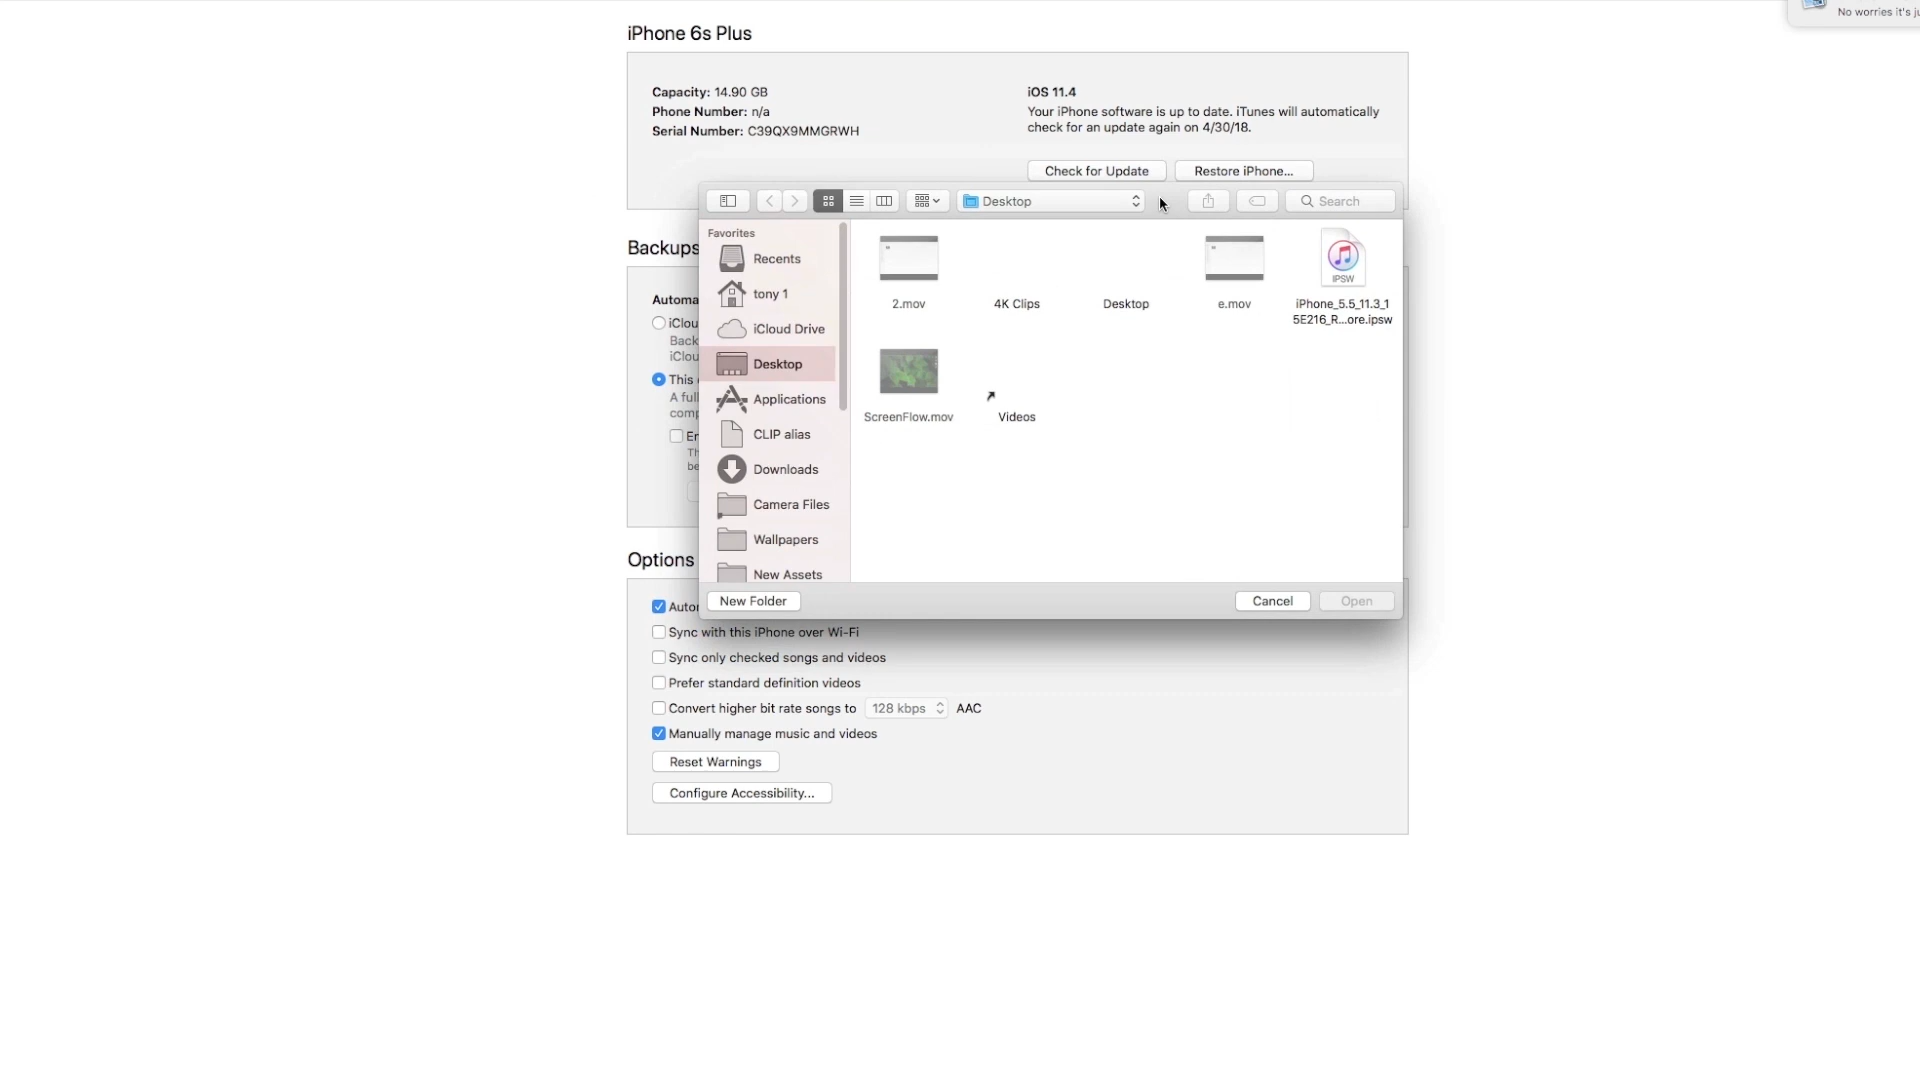 No worries it's
iPhone 6s Plus
Capacity: 14.90 GB
Phone Number: n/a
Serial Number: C39QX9MMGRWH
iOS 11.4
Your iPhone software is up to date. iTunes will automatically
check for an update again on 4/30/18.
Check for Update
Restore iPhone...
Desktop
Search
Favorites
Recents
tony 1
iCloud Drive
Desktop
Applications
CLIP alias
Downloads
Camera Files
Wallpapers
New Assets
2.mov
4K Clips
Desktop
e.mov
IPSW
iPhone_5.5_11.3_1
5E216_R...ore.ipsw
ScreenFlow.mov
Videos
New Folder
Cancel
Open
Backups
Automa
iClou
Back
iClou
This
A full
comp
En
Th
be
Options
Auto
Sync with this iPhone over Wi-Fi
Sync only checked songs and videos
Prefer standard definition videos
Convert higher bit rate songs to 128 kbps AAC
Manually manage music and videos
Reset Warnings
Configure Accessibility...